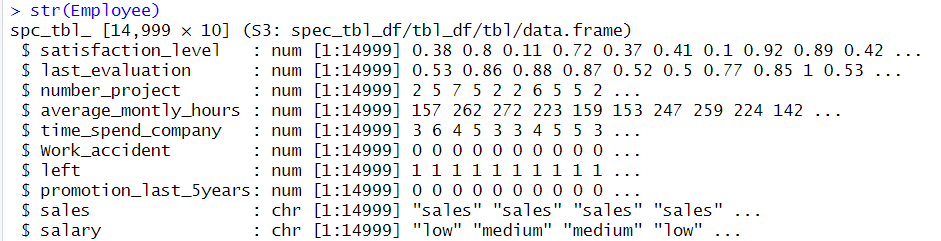 > str(Employee)
spc_tbl_ [14,999 × 10] (S3: spec_tbl_df/tbl_df/tbl/data.frame)
 $ satisfaction_level   : num [1:14999] 0.38 0.8 0.11 0.72 0.37 0.41 0.1 0.92 0.89 0.42 ...
 $ last_evaluation      : num [1:14999] 0.53 0.86 0.88 0.87 0.52 0.5 0.77 0.85 1 0.53 ...
 $ number_project       : num [1:14999] 2 5 7 5 2 2 6 5 5 2 ...
 $ average_montly_hours : num [1:14999] 157 262 272 223 159 153 247 259 224 142 ...
 $ time_spend_company   : num [1:14999] 3 6 4 5 3 3 4 5 5 3 ...
 $ Work_accident        : num [1:14999] 0 0 0 0 0 0 0 0 0 0 ...
 $ left                 : num [1:14999] 1 1 1 1 1 1 1 1 1 1 ...
 $ promotion_last_5years: num [1:14999] 0 0 0 0 0 0 0 0 0 0 ...
 $ sales                : chr [1:14999] "sales" "sales" "sales" "sales" ...
 $ salary               : chr [1:14999] "low" "medium" "medium" "low" ...